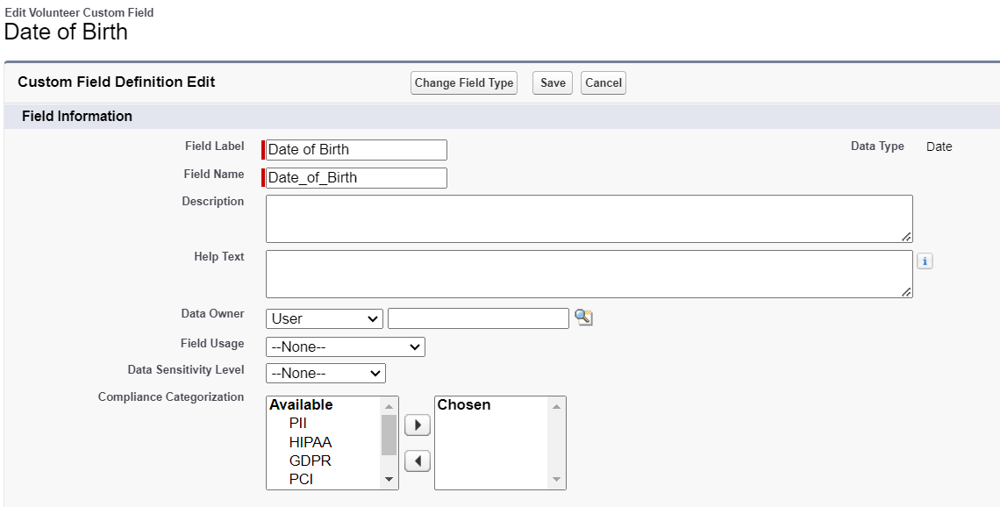 Edit Volunteer Custom Field
Date of Birth
Custom Field Definition Edit
Change Field Type
Save
Cancel
Field Information
Field Label
Date of Birth
Data Type
Date
Field Name
Date_of_Birth
Description
Help Text
i
Data Owner
User
Field Usage
--None--
Data Sensitivity Level
--None--
Compliance Categorization
Available
PII
HIPAA
GDPR
PCI
Chosen